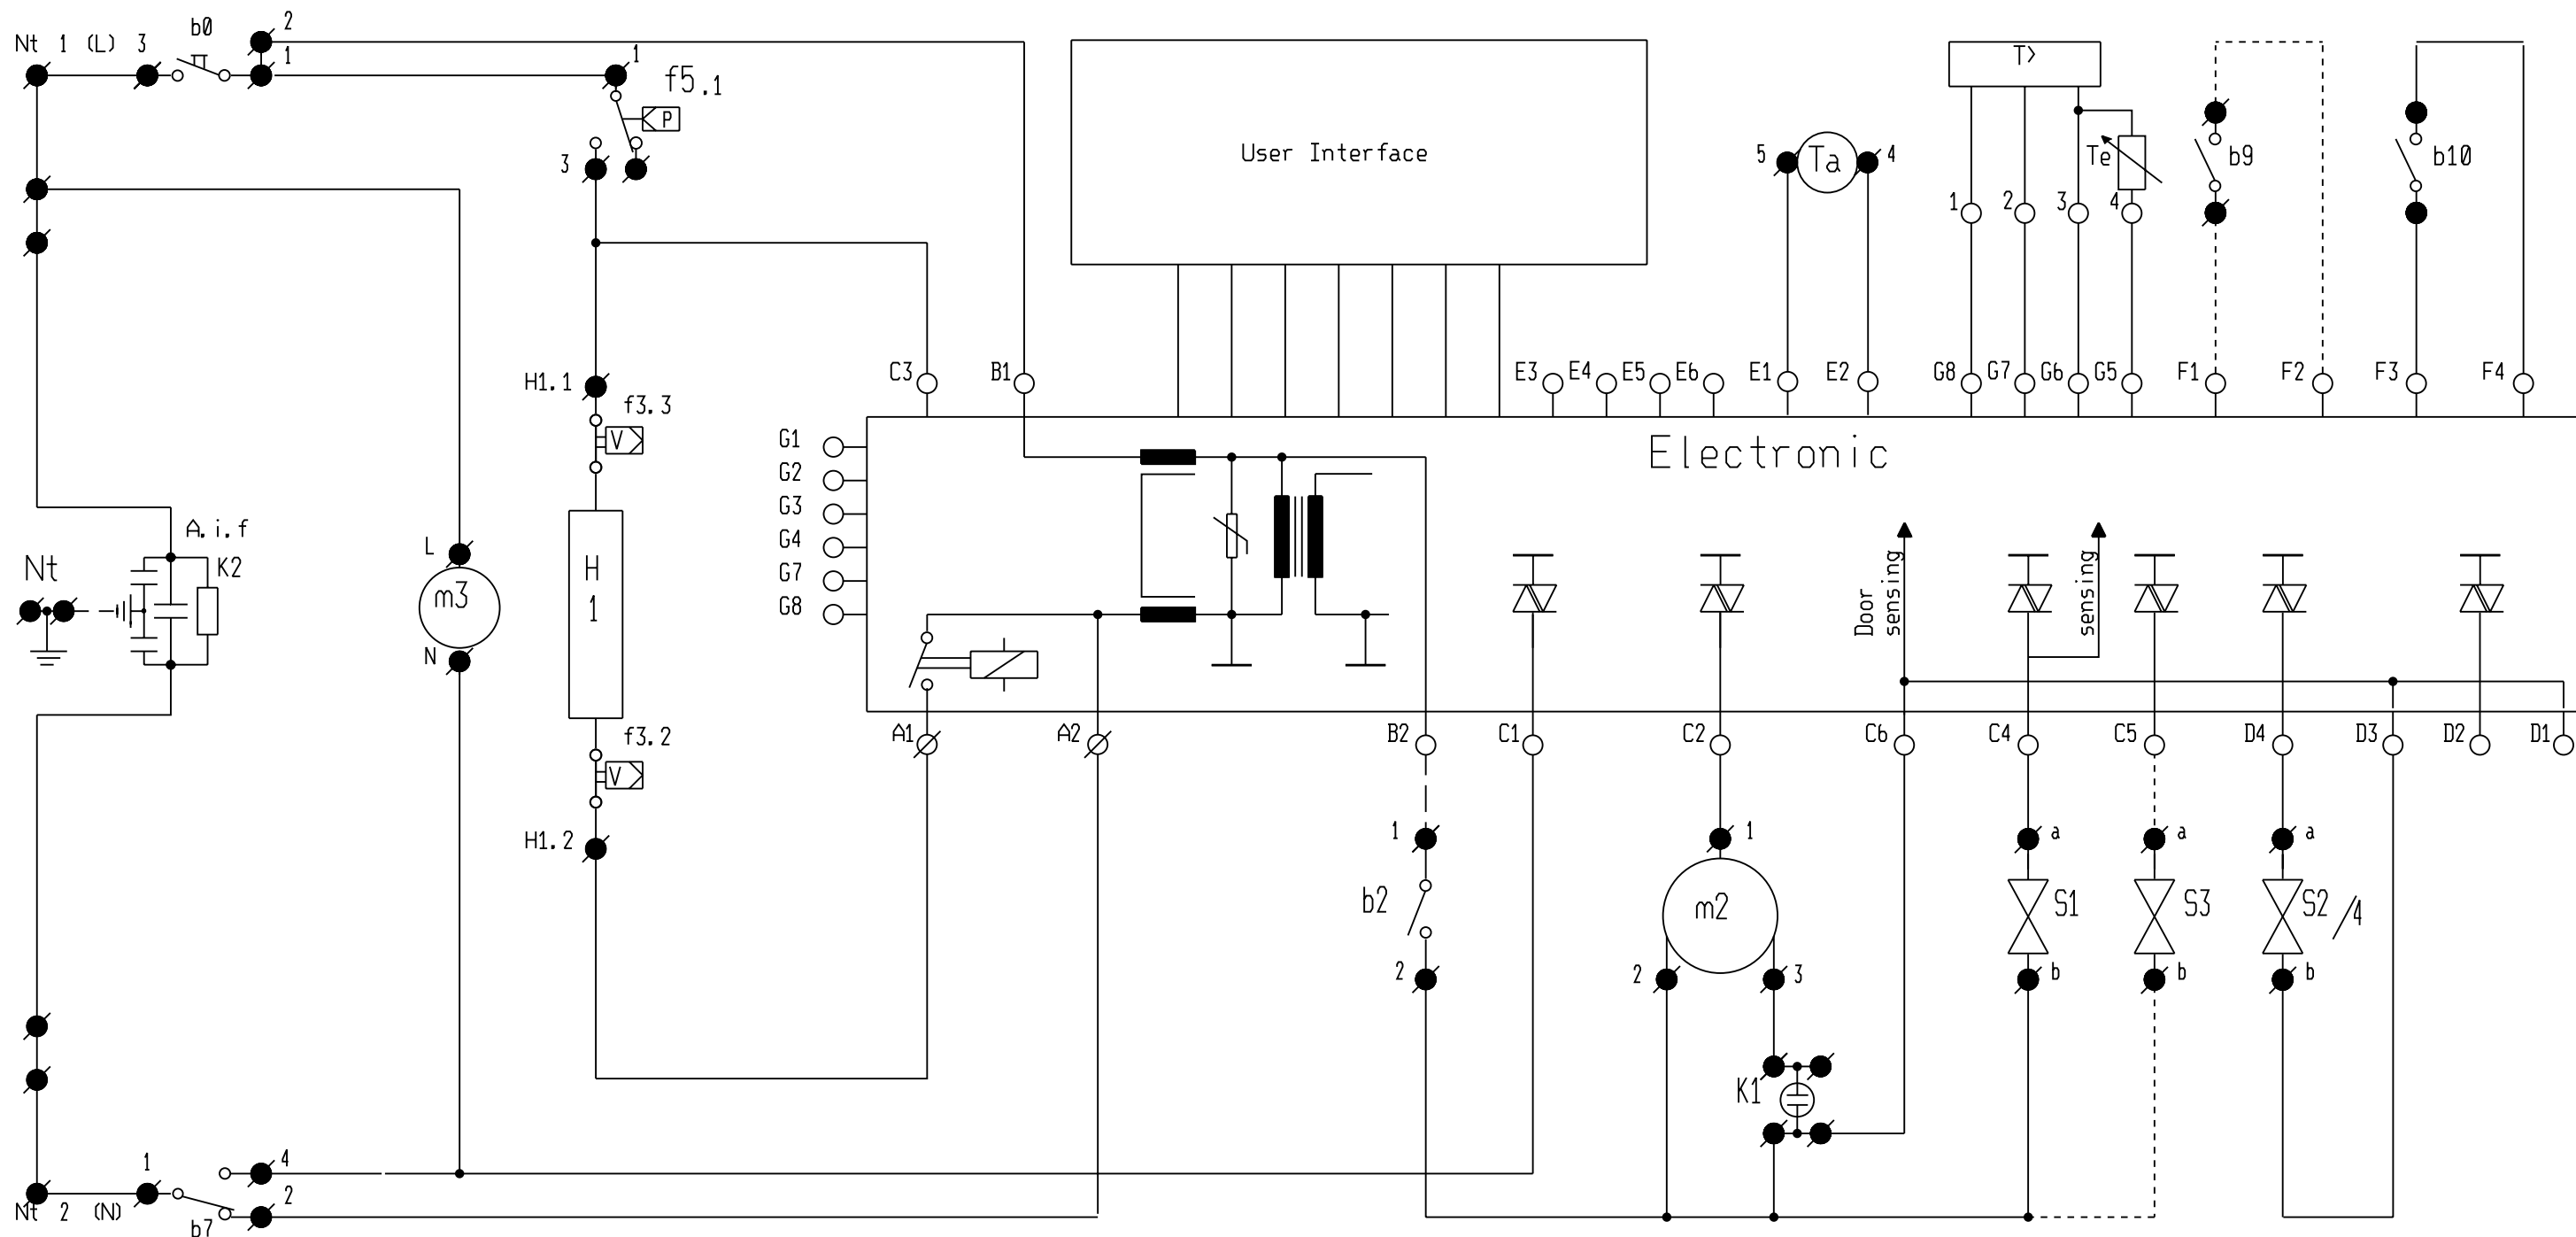 Nt 1 (L) 3 b0 2
1
1
f5.1
P
3
User Interface
5 Ta 4
T>
Te
1 2 3 4
b9
b10
H1.1
f3.3
V
C3 B1 E3 E4 E5 E6 E1 E2 G8 G7 G6 G5 F1 F2 F3 F4
Electronic
G1
G2
G3
G4
G7
G8
A.i.f
K2
Nt
L
m3
N
H
1
Door
sensing
sensing
f3.2
V
H1.2
A1 A2 B2 C1 C2 C6 C4 C5 D4 D3 D2 D1
1
b2
2
1
m2
2 3
K1
a
S1
b
a
S3
b
a
S2/4
b
1 4
Nt 2 (N) b7 2